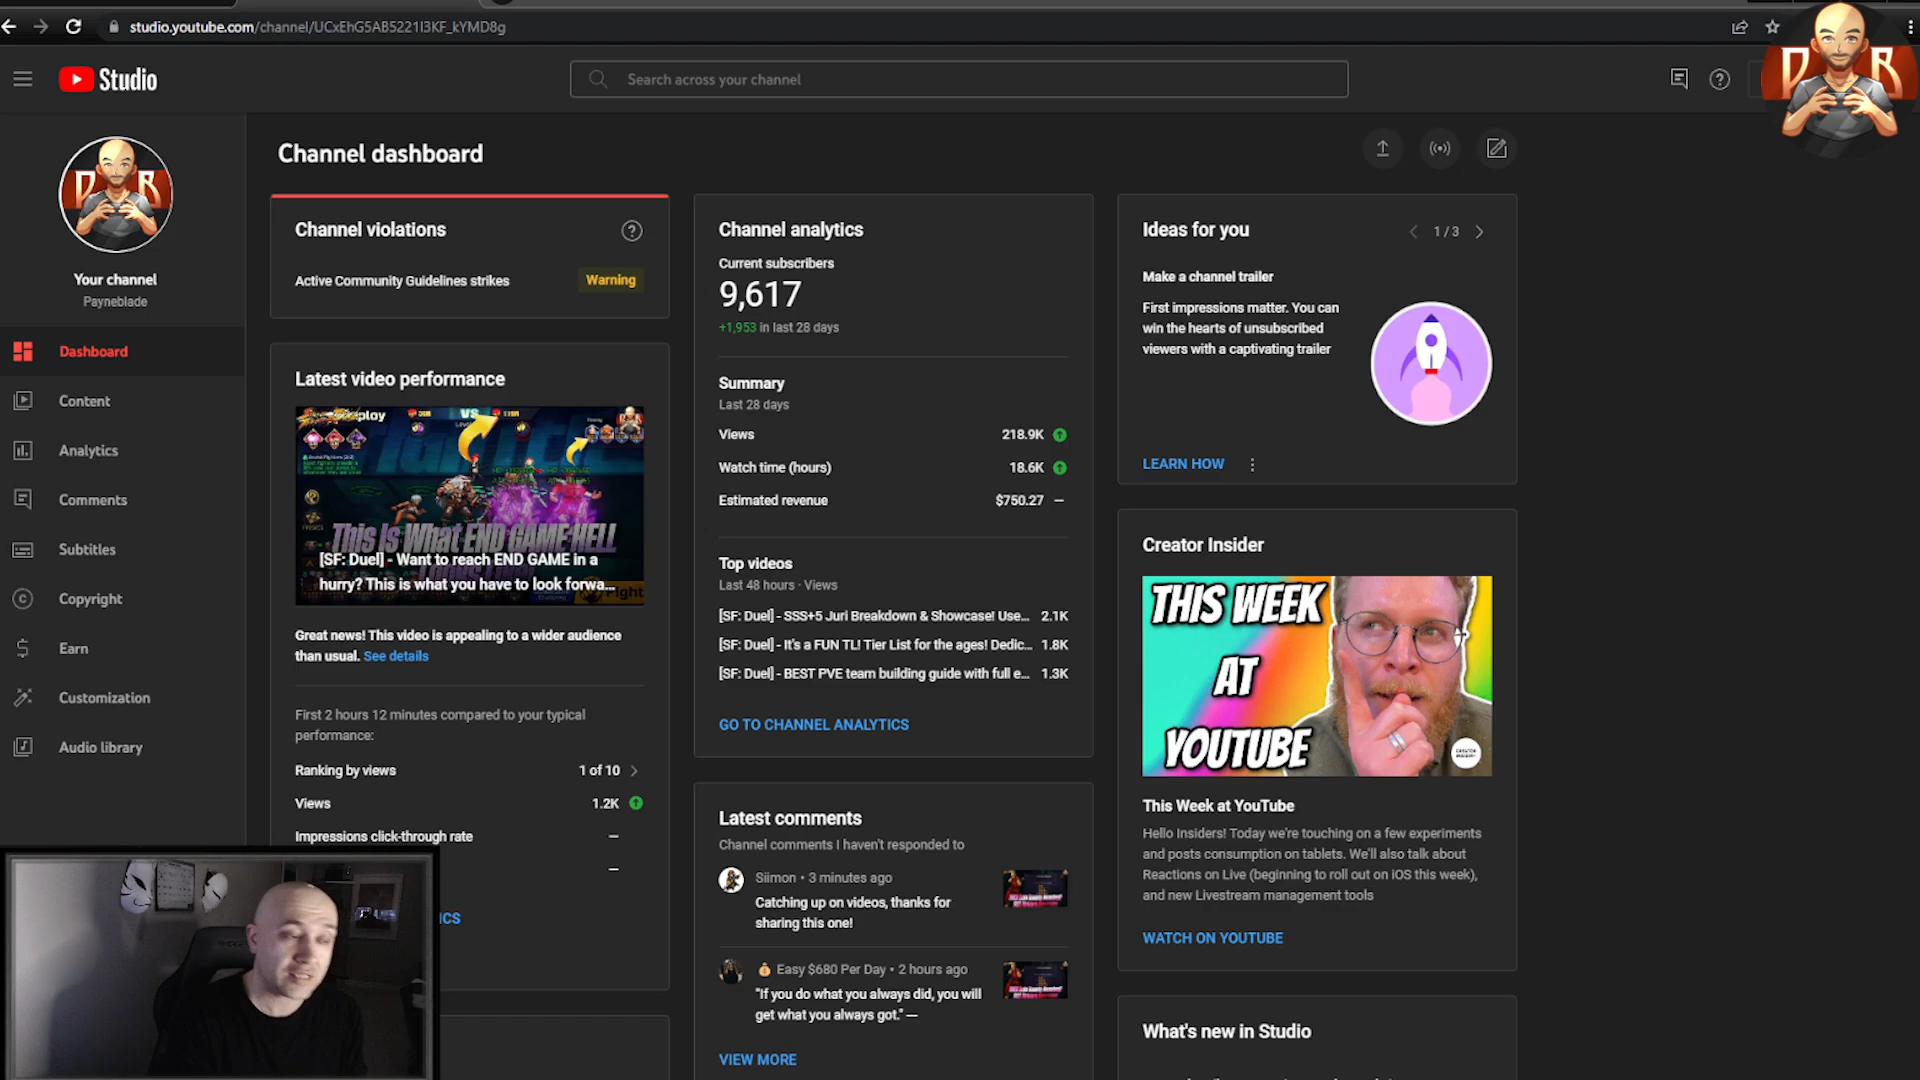 studio.youtube.com/channel/UCxEhG5AB5221I3KF_kYMD8g
Studio
Search across your channel
Your channel
Payneblade
Dashboard
Content
Analytics
Comments
Subtitles
Copyright
Earn
Customization
Audio library
Channel dashboard
Channel violations
Active Community Guidelines strikes
Warning
Latest video performance
VS
This Is What END GAME HELL
[SF: Duel] - Want to reach END GAME in a
hurry? This is what you have to look forwa...
Great news! This video is appealing to a wider audience
than usual. See details
First 2 hours 12 minutes compared to your typical
performance:
Ranking by views 1 of 10
Views 1.2K
Impressions click-through rate –
–
ICS
Channel analytics
Current subscribers
9,617
+1,953 in last 28 days
Summary
Last 28 days
Views 218.9K
Watch time (hours) 18.6K
Estimated revenue $750.27 –
Top videos
Last 48 hours · Views
[SF: Duel] - SSS+5 Juri Breakdown & Showcase! Use... 2.1K
[SF: Duel] - It's a FUN TL! Tier List for the ages! Dedic... 1.8K
[SF: Duel] - BEST PVE team building guide with full e... 1.3K
GO TO CHANNEL ANALYTICS
Latest comments
Channel comments I haven't responded to
Siimon • 3 minutes ago
Catching up on videos, thanks for
sharing this one!
💰 Easy $680 Per Day • 2 hours ago
"If you do what you always did, you will
get what you always got." —
VIEW MORE
Ideas for you
1 / 3
Make a channel trailer
First impressions matter. You can
win the hearts of unsubscribed
viewers with a captivating trailer
LEARN HOW
Creator Insider
THIS WEEK
AT
YOUTUBE
This Week at YouTube
Hello Insiders! Today we're touching on a few experiments
and posts consumption on tablets. We'll also talk about
Reactions on Live (beginning to roll out on iOS this week),
and new Livestream management tools
WATCH ON YOUTUBE
What's new in Studio